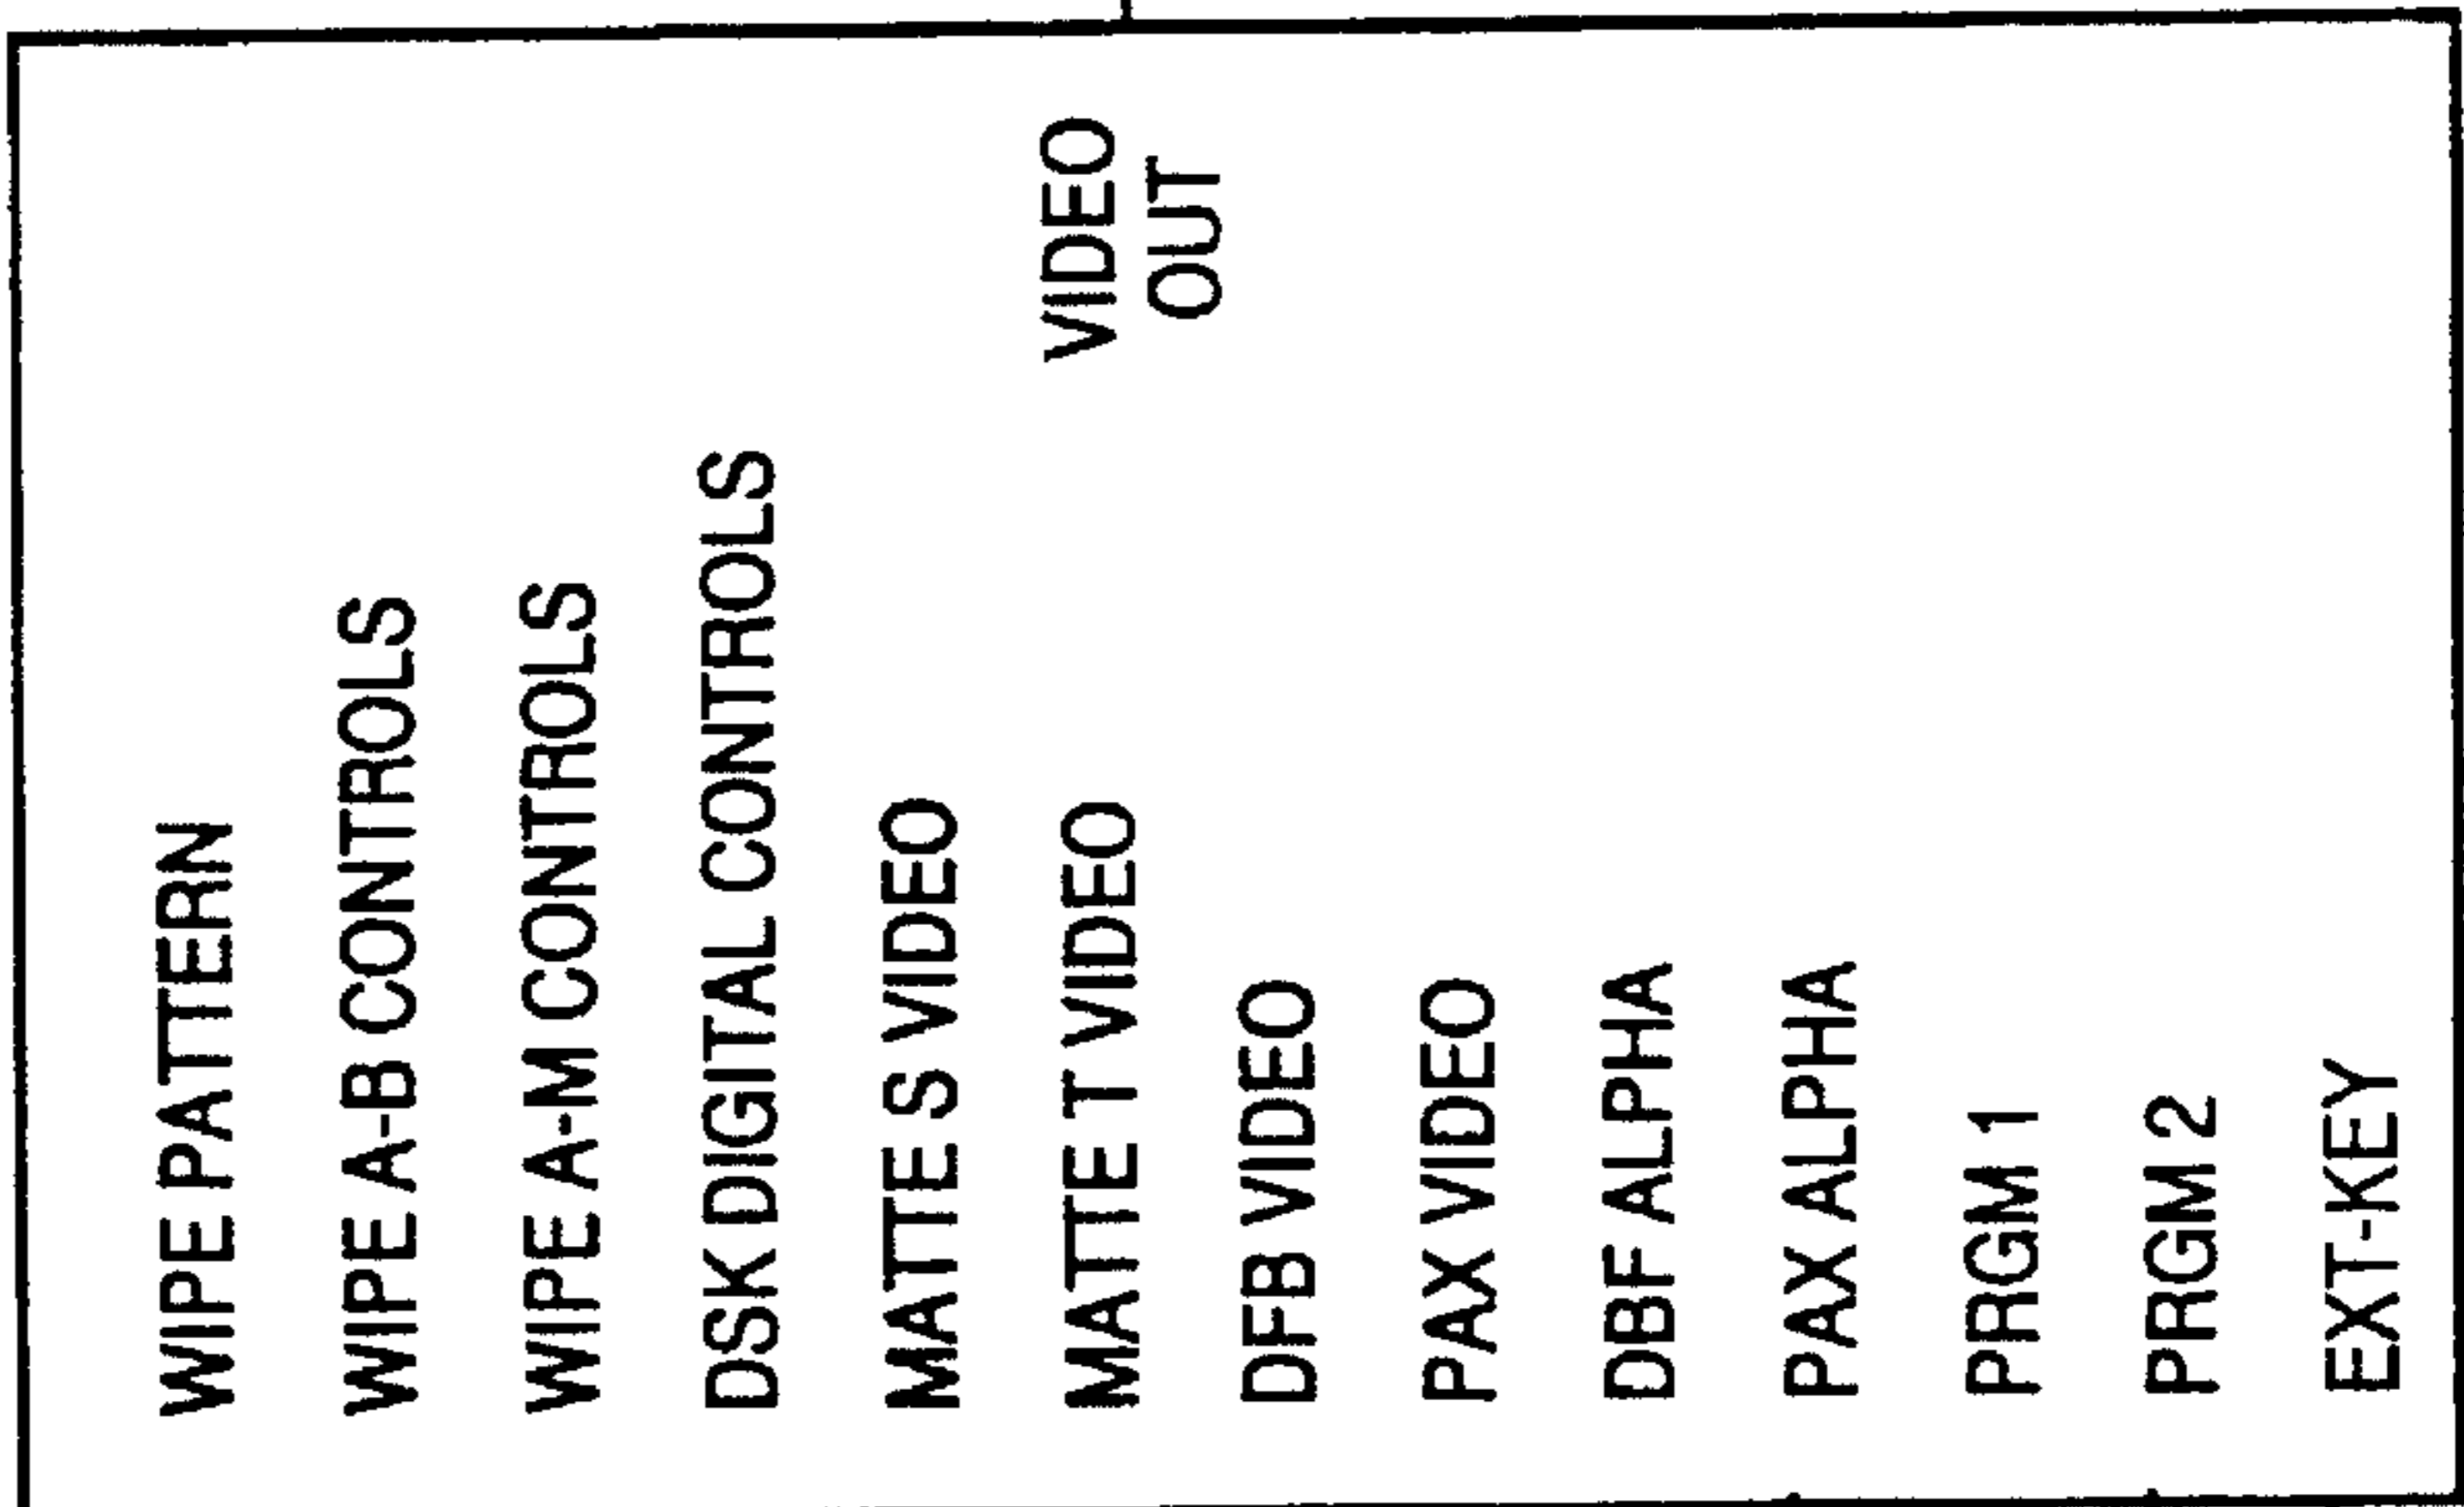 WIPE PATTERN
WIPE A-B CONTROLS
WIPE A-M CONTROLS
DSK DIGITAL CONTROLS
MATTE S VIDEO
MATTE T VIDEO
DFB VIDEO
PAX VIDEO
DBF ALPHA
PAX ALPHA
PRGM 1
PRGM 2
EXT-KEY
VIDEO
OUT